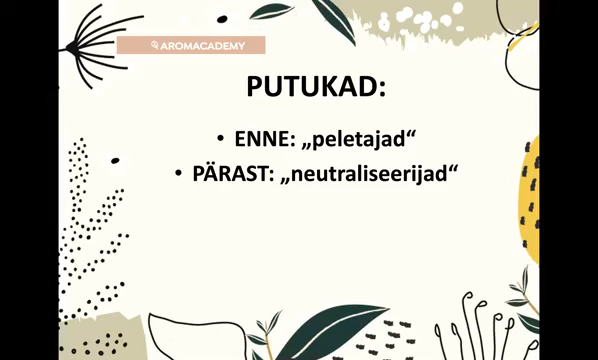 AROMACADEMY
PUTUKAD:
• ENNE: „peletajad“
• PÄRAST: „neutraliseerijad“